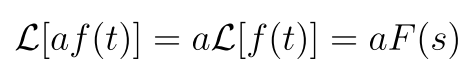 ℒ[af(t)] = aℒ[f(t)] = aF(s)